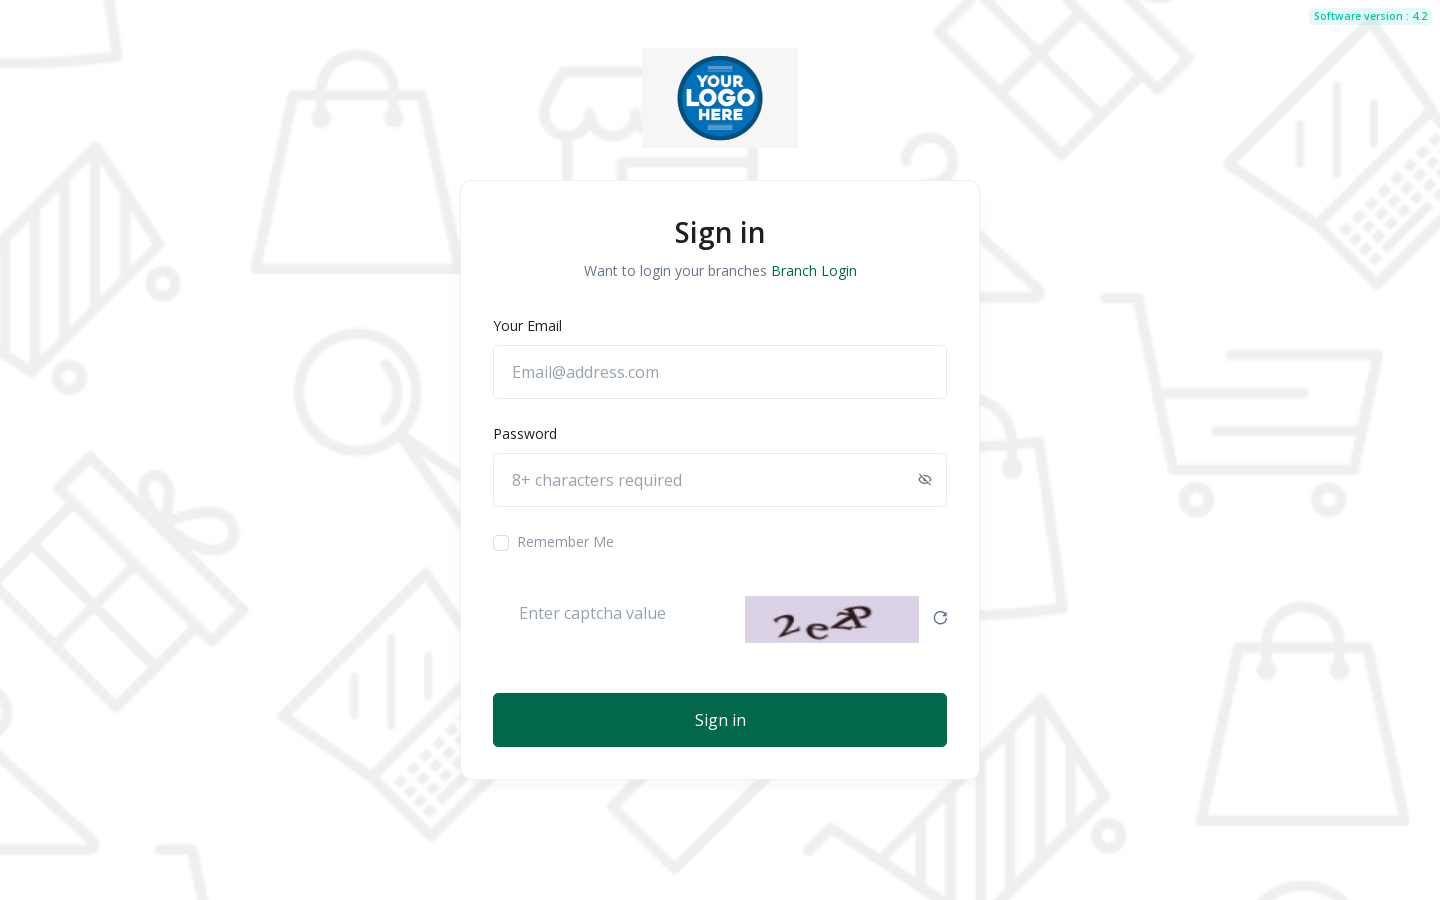 Software version : 4.2
YOUR
LOGO
HERE
Sign in
Want to login your branches Branch Login
Your Email
Email@address.com
Password
8+ characters required
Remember Me
Enter captcha value
Sign in